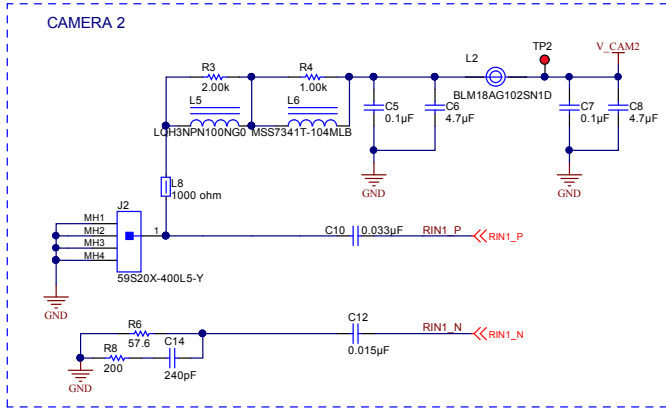 CAMERA 2
TP2
V_CAM2
R3
2.00k
R4
1.00k
L2
BLM18AG102SN1D
L5
LQH3NPN100NG0
L6
MSS7341T-104MLB
C5
0.1µF
C6
4.7µF
C7
0.1µF
C8
4.7µF
GND
GND
L8
1000 ohm
J2
MH1
MH2
MH3
MH4
1
59S20X-400L5-Y
GND
C10
0.033µF
RIN1_P
RIN1_P
R6
57.6
R8
200
C14
240pF
GND
C12
0.015µF
RIN1_N
RIN1_N